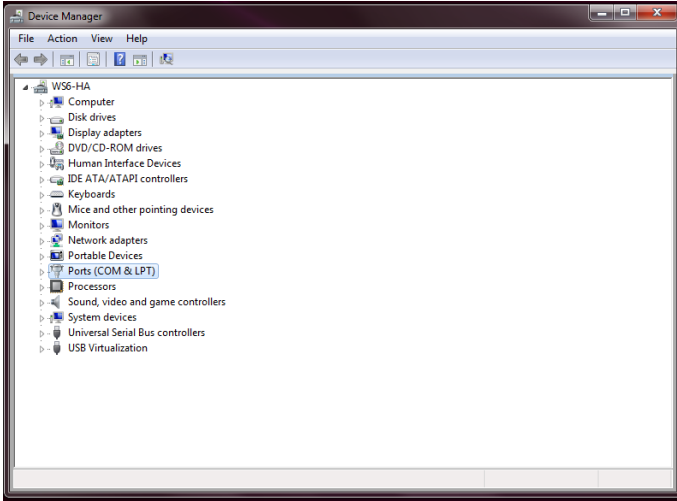 Device Manager
File Action View Help
WS6-HA
Computer
Disk drives
Display adapters
DVD/CD-ROM drives
Human Interface Devices
IDE ATA/ATAPI controllers
Keyboards
Mice and other pointing devices
Monitors
Network adapters
Portable Devices
Ports (COM & LPT)
Processors
Sound, video and game controllers
System devices
Universal Serial Bus controllers
USB Virtualization